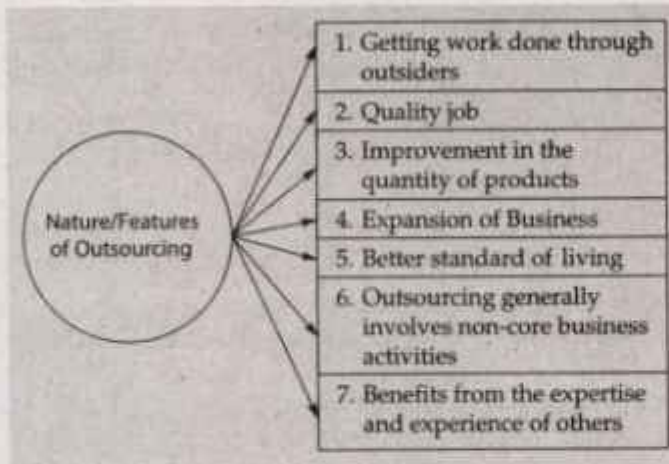 Nature/Features
of Outsourcing
1. Getting work done through
outsiders
2. Quality job
3. Improvement in the
quantity of products
4. Expansion of Business
5. Better standard of living
6. Outsourcing generally
involves non-core business
activities
7. Benefits from the expertise
and experience of others